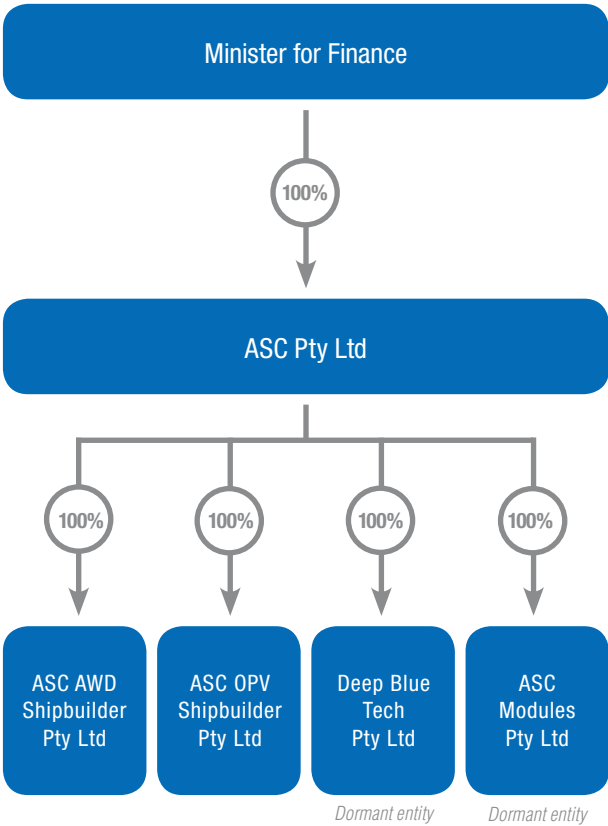 Minister for Finance
100%
ASC Pty Ltd
100%
100%
100%
100%
ASC AWD
Shipbuilder
Pty Ltd
ASC OPV
Shipbuilder
Pty Ltd
Deep Blue
Tech
Pty Ltd
ASC
Modules
Pty Ltd
Dormant entity
Dormant entity